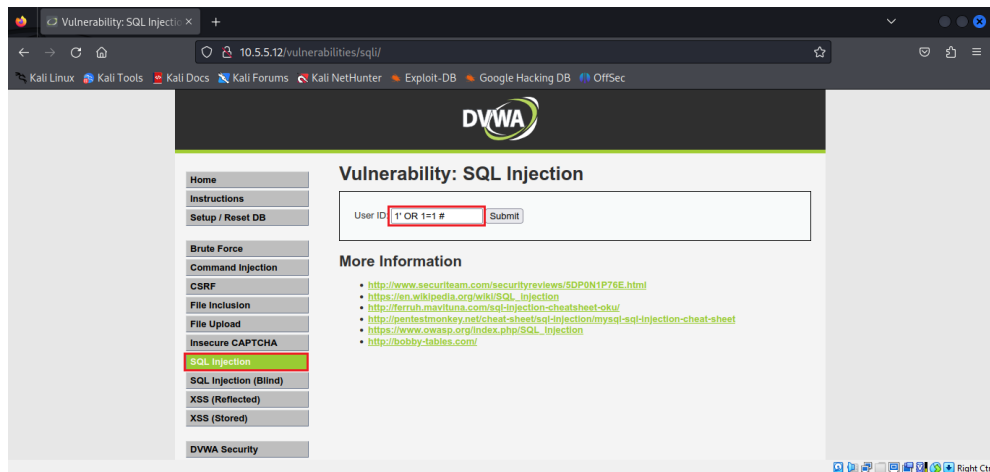 Vulnerability: SQL Injectio
10.5.5.12/vulnerabilities/sqli/
Kali Linux Kali Tools Kali Docs Kali Forums Kali NetHunter Exploit-DB Google Hacking DB OffSec
DVWA
Home
Instructions
Setup / Reset DB
Brute Force
Command Injection
CSRF
File Inclusion
File Upload
Insecure CAPTCHA
SQL Injection
SQL Injection (Blind)
XSS (Reflected)
XSS (Stored)
DVWA Security
Vulnerability: SQL Injection
User ID: 1' OR 1=1 # Submit
More Information
http://www.securiteam.com/securityreviews/5DP0N1P76E.html
https://en.wikipedia.org/wiki/SQL_injection
http://ferruh.mavituna.com/sql-injection-cheatsheet-oku/
http://pentestmonkey.net/cheat-sheet/sql-injection/mysql-sql-injection-cheat-sheet
https://www.owasp.org/index.php/SQL_Injection
http://bobby-tables.com/
Right Ctr